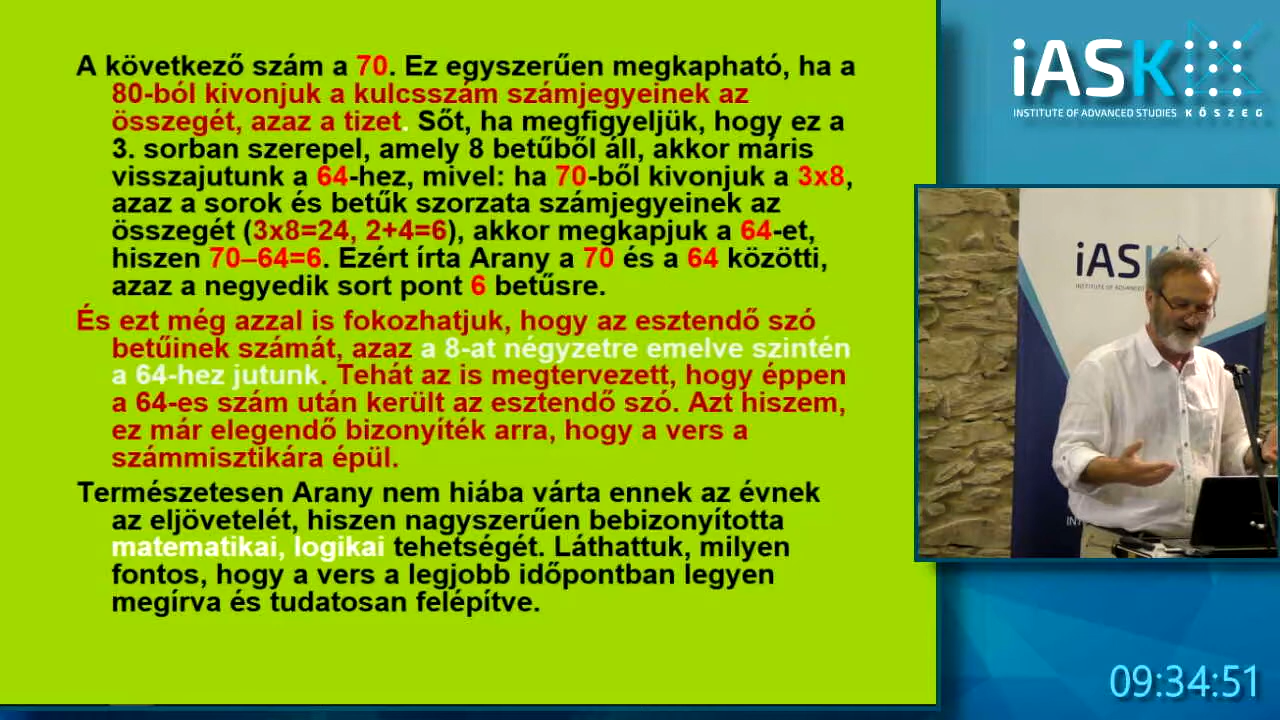 A következő szám a 70. Ez egyszerűen megkapható, ha a
80-ból kivonjuk a kulcsszám számjegyeinek az
összegét, azaz a tizet. Sőt, ha megfigyeljük, hogy ez a
3. sorban szerepel, amely 8 betűből áll, akkor máris
visszajutunk a 64-hez, mivel: ha 70-ből kivonjuk a 3x8,
azaz a sorok és betűk szorzata számjegyeinek az
összegét (3x8=24, 2+4=6), akkor megkapjuk a 64-et,
hiszen 70–64=6. Ezért írta Arany a 70 és a 64 közötti,
azaz a negyedik sort pont 6 betűsre.
És ezt még azzal is fokozhatjuk, hogy az esztendő szó
betűinek számát, azaz a 8-at négyzetre emelve szintén
a 64-hez jutunk. Tehát az is megtervezett, hogy éppen
a 64-es szám után került az esztendő szó. Azt hiszem,
ez már elegendő bizonyíték arra, hogy a vers a
számmisztikára épül.
Természetesen Arany nem hiába várta ennek az évnek
az eljövetelét, hiszen nagyszerűen bebizonyította
matematikai, logikai tehetségét. Láthattuk, milyen
fontos, hogy a vers a legjobb időpontban legyen
megírva és tudatosan felépítve.
iASK
INSTITUTE OF ADVANCED STUDIES KŐSZEG
iASK
INSTITUTE OF ADVANCED
09:34:51